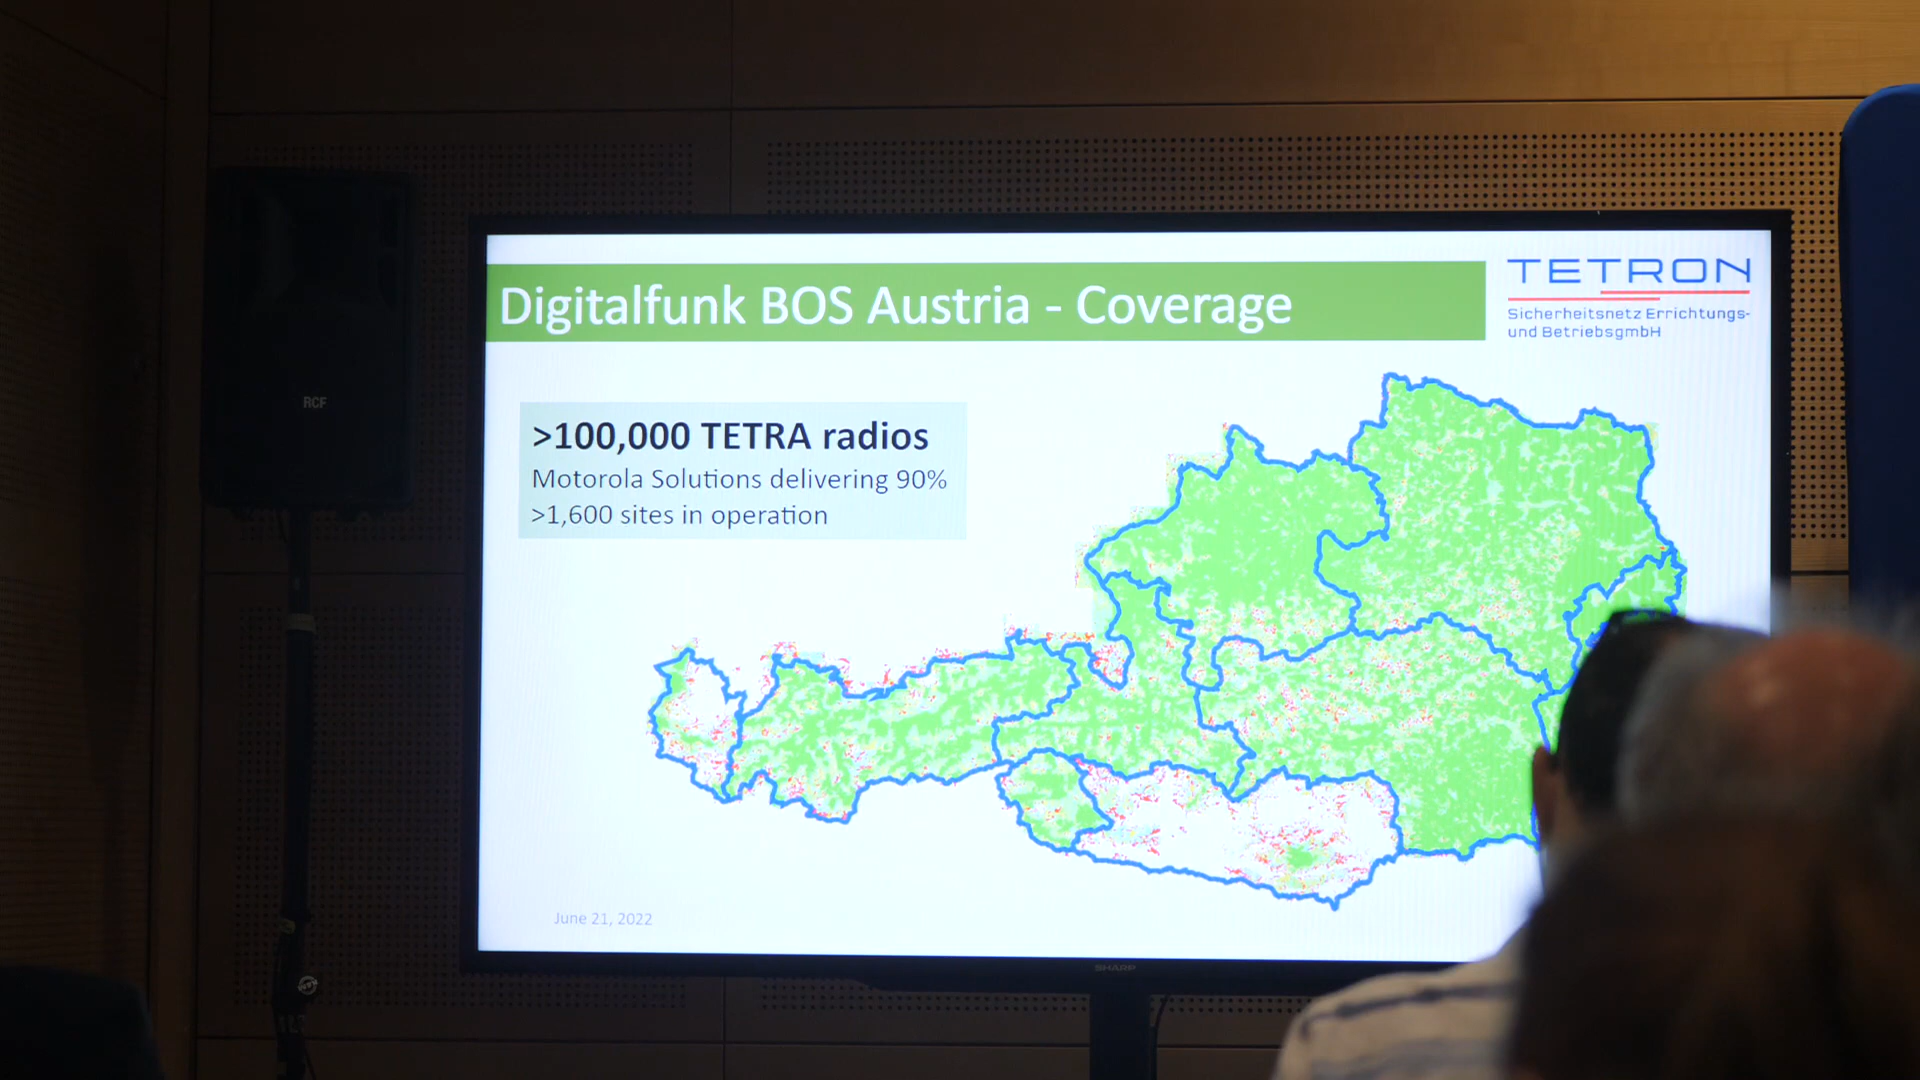 Digitalfunk BOS Austria - Coverage
TETRON
Sicherheitsnetz Errichtungs-
und BetriebsgmbH
>100,000 TETRA radios
Motorola Solutions delivering 90%
>1,600 sites in operation
June 21, 2022
RCF
SHARP